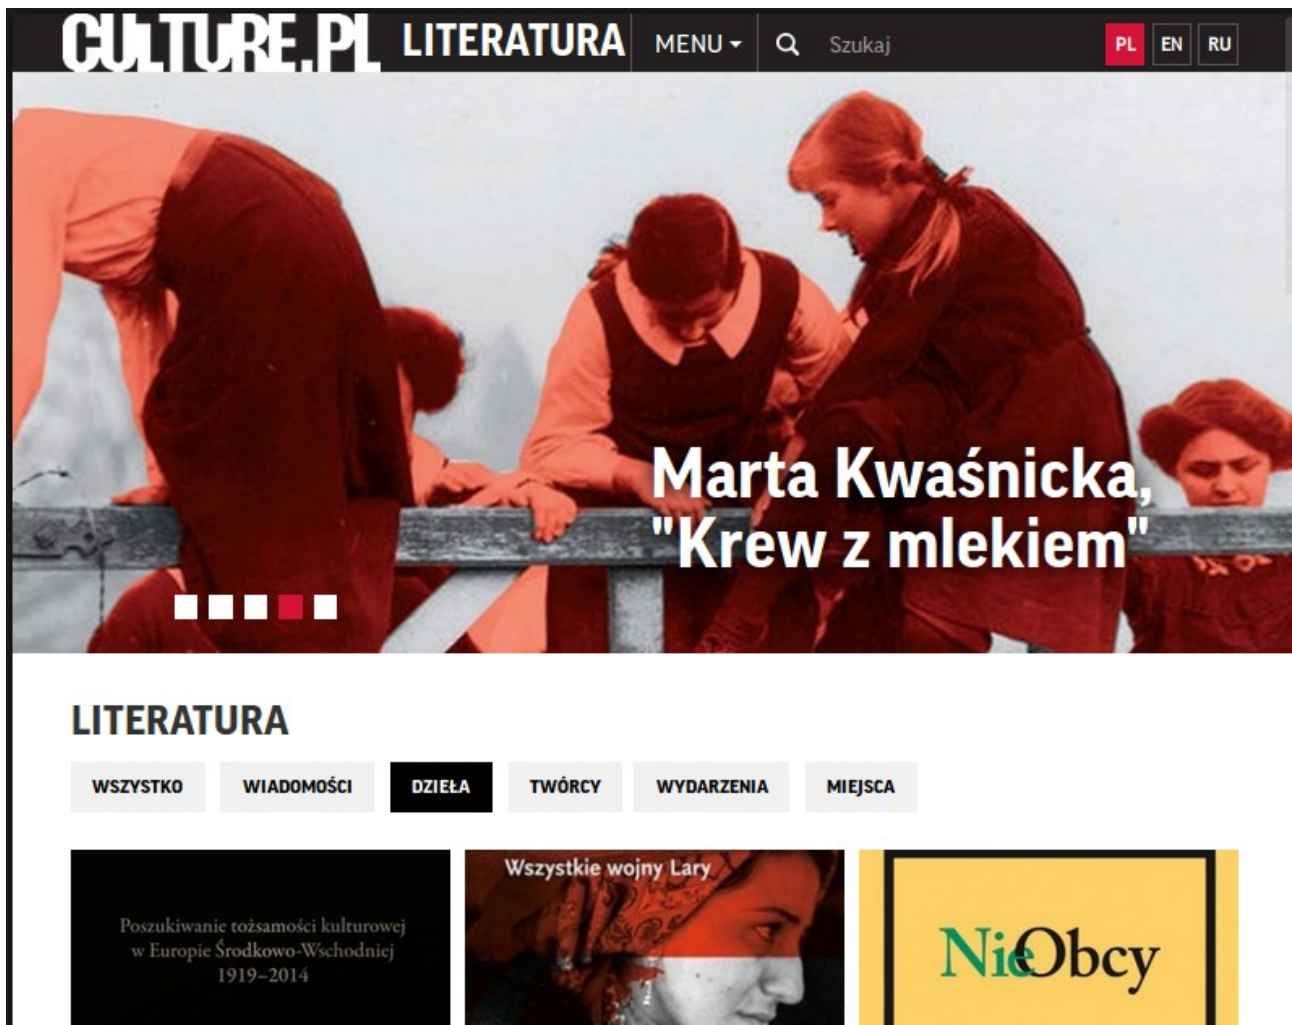 CULTURE.PL LITERATURA MENU Szukaj PL EN RU
Marta Kwaśnicka,
"Krew z mlekiem"
LITERATURA
WSZYSTKO WIADOMOŚCI DZIEŁA TWÓRCY WYDARZENIA MIEJSCA
Poszukiwanie tożsamości kulturowej
w Europie Środkowo-Wschodniej
1919–2014
Wszystkie wojny Lary
NieObcy